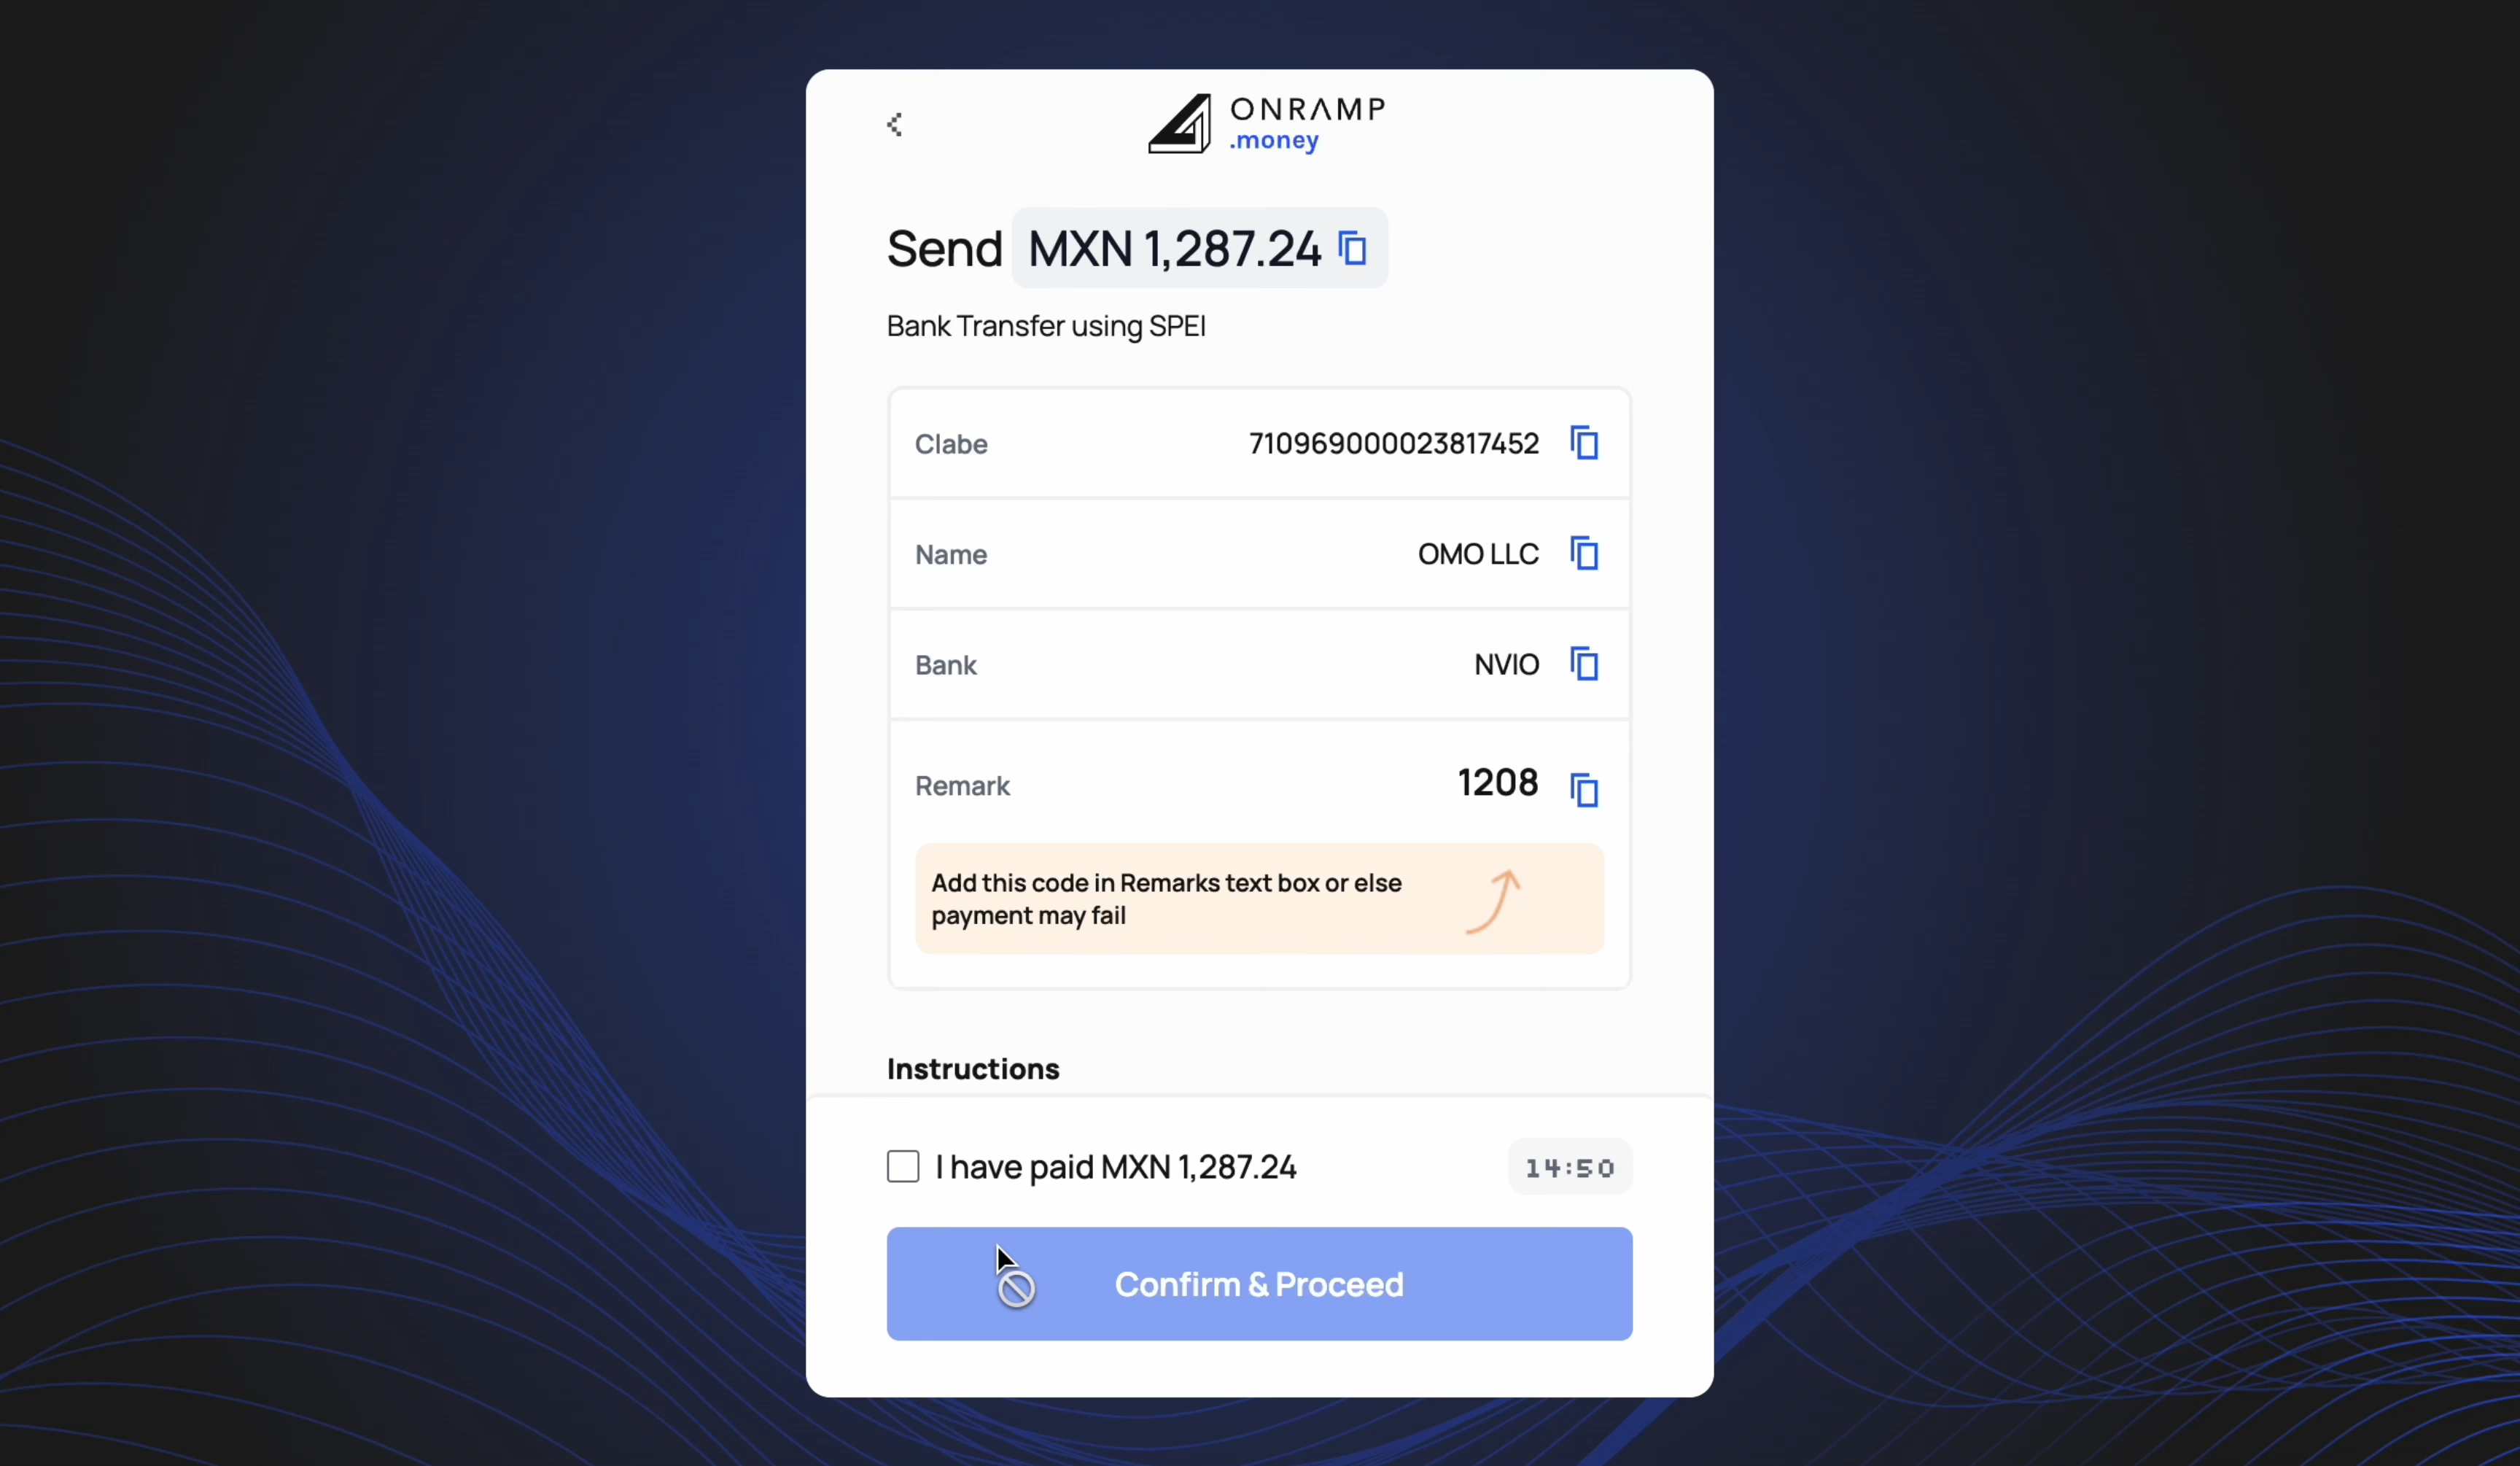 ONRAMP
.money
Send MXN 1,287.24
Bank Transfer using SPEI
Clabe 710969000023817452
Name OMO LLC
Bank NVIO
Remark 1208
Add this code in Remarks text box or else
payment may fail
Instructions
I have paid MXN 1,287.24 14:50
Confirm & Proceed